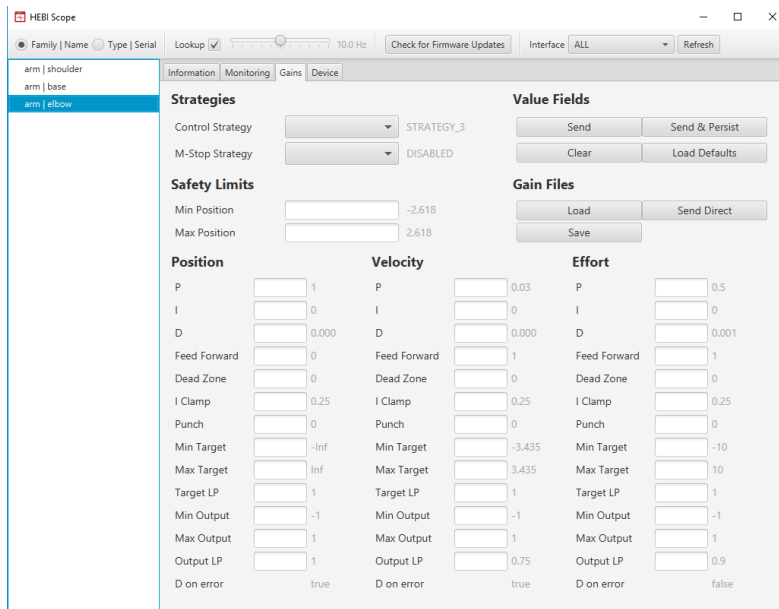 HEBI Scope
Family | Name Type | Serial Lookup 10.0 Hz Check for Firmware Updates Interface ALL Refresh
arm | shoulder
arm | base
arm | elbow
Information Monitoring Gains Device
Strategies
Control Strategy STRATEGY_3
M-Stop Strategy DISABLED
Value Fields
Send Send & Persist
Clear Load Defaults
Safety Limits
Min Position -2.618
Max Position 2.618
Gain Files
Load Send Direct
Save
Position Velocity Effort
P 1 P 0.03 P 0.5
I 0 I 0 I 0
D 0.000 D 0.000 D 0.001
Feed Forward 0 Feed Forward 1 Feed Forward 1
Dead Zone 0 Dead Zone 0 Dead Zone 0
I Clamp 0.25 I Clamp 0.25 I Clamp 0.25
Punch 0 Punch 0 Punch 0
Min Target -Inf Min Target -3.435 Min Target -10
Max Target Inf Max Target 3.435 Max Target 10
Target LP 1 Target LP 1 Target LP 1
Min Output -1 Min Output -1 Min Output -1
Max Output 1 Max Output 1 Max Output 1
Output LP 1 Output LP 0.75 Output LP 0.9
D on error true D on error true D on error false